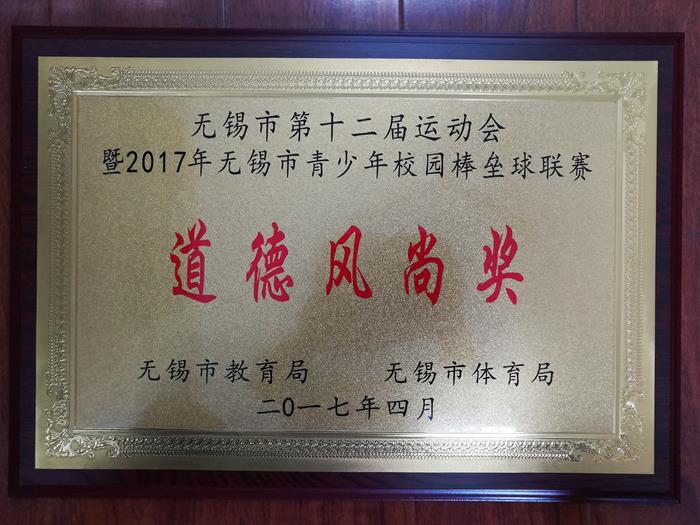 无锡市第十二届运动会
暨2017年无锡市青少年校园棒垒球联赛
道德风尚奖
无锡市教育局 无锡市体育局
二〇一七年四月